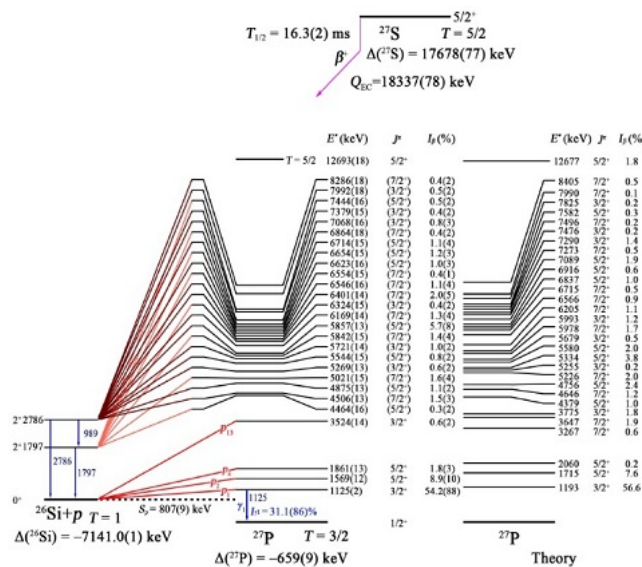 5/2⁺
T₁/₂ = 16.3(2) ms ²⁷S T = 5/2
β⁺ Δ(²⁷S) = 17678(77) keV
Q_EC=18337(78) keV
E*(keV) Jπ Iβ(%) E*(keV) Jπ Iβ(%)
T = 5/2 12693(18) 5/2⁺ 12677 5/2⁺ 1.8
8286(18) (7/2⁺) 0.4(2) 8405 7/2⁺ 0.5
7992(18) (3/2⁺) 0.5(2) 7990 7/2⁺ 0.1
7444(16) (5/2⁺) 0.5(2) 7825 3/2⁺ 0.2
7379(15) (3/2⁺) 0.4(2) 7582 5/2⁺ 0.3
7068(16) (3/2⁺) 0.8(3) 7496 7/2⁺ 0.2
6864(18) (7/2⁺) 0.4(2) 7476 3/2⁺ 0.2
6714(15) (5/2⁺) 1.1(4) 7290 3/2⁺ 1.4
6654(15) (5/2⁺) 1.2(3) 7273 7/2⁺ 0.5
6623(16) (5/2⁺) 1.0(3) 7089 5/2⁺ 1.9
6554(15) (7/2⁺) 0.4(1) 6916 5/2⁺ 0.6
6546(16) (7/2⁺) 1.1(4) 6837 5/2⁺ 1.0
6401(14) (7/2⁺) 2.0(5) 6715 7/2⁺ 0.5
6324(15) (3/2⁺) 0.4(2) 6566 7/2⁺ 0.9
6169(14) (7/2⁺) 1.3(4) 6205 7/2⁺ 1.1
5857(13) (5/2⁺) 5.7(8) 5993 3/2⁺ 1.2
5842(15) (7/2⁺) 1.4(4) 5978 7/2⁺ 1.7
5721(14) (3/2⁺) 1.0(2) 5679 3/2⁺ 0.5
5544(15) (5/2⁺) 0.8(2) 5580 5/2⁺ 2.0
5269(13) (3/2⁺) 0.6(2) 5334 5/2⁺ 3.8
5021(15) (7/2⁺) 1.6(4) 5255 3/2⁺ 0.2
4875(13) (5/2⁺) 1.1(2) 5226 7/2⁺ 2.0
4506(13) (7/2⁺) 1.5(3) 4756 5/2⁺ 2.4
4464(16) (5/2⁺) 0.3(2) 4646 7/2⁺ 1.2
4379 5/2⁺ 1.0
2⁺ 2786 3524(14) 3/2⁺ 0.6(2) 3775 3/2⁺ 1.8
989 p₁₃ 3647 7/2⁺ 1.9
3267 7/2⁺ 0.6
2⁺ 1797
2786 1797
1861(13) 5/2⁺ 1.8(3) 2060 5/2⁺ 0.2
1569(12) 5/2⁺ 8.9(10) 1715 5/2⁺ 7.6
0⁺ p₁ 1125(2) 3/2⁺ 54.2(88) 1193 3/2⁺ 56.6
²⁶Si+p T = 1 S_p= 807(9) keV γ₁ 1125
I_γ1 = 31.1(86)%
1/2⁺
Δ(²⁶Si) = −7141.0(1) keV ²⁷P T = 3/2 ²⁷P
Δ(²⁷P) = −659(9) keV Theory